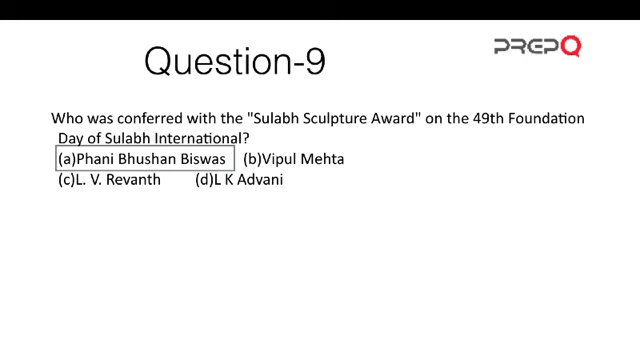 PREPQ
Question-9
Who was conferred with the "Sulabh Sculpture Award" on the 49th Foundation
Day of Sulabh International?
(a)Phani Bhushan Biswas (b)Vipul Mehta
(c)L. V. Revanth (d)L K Advani